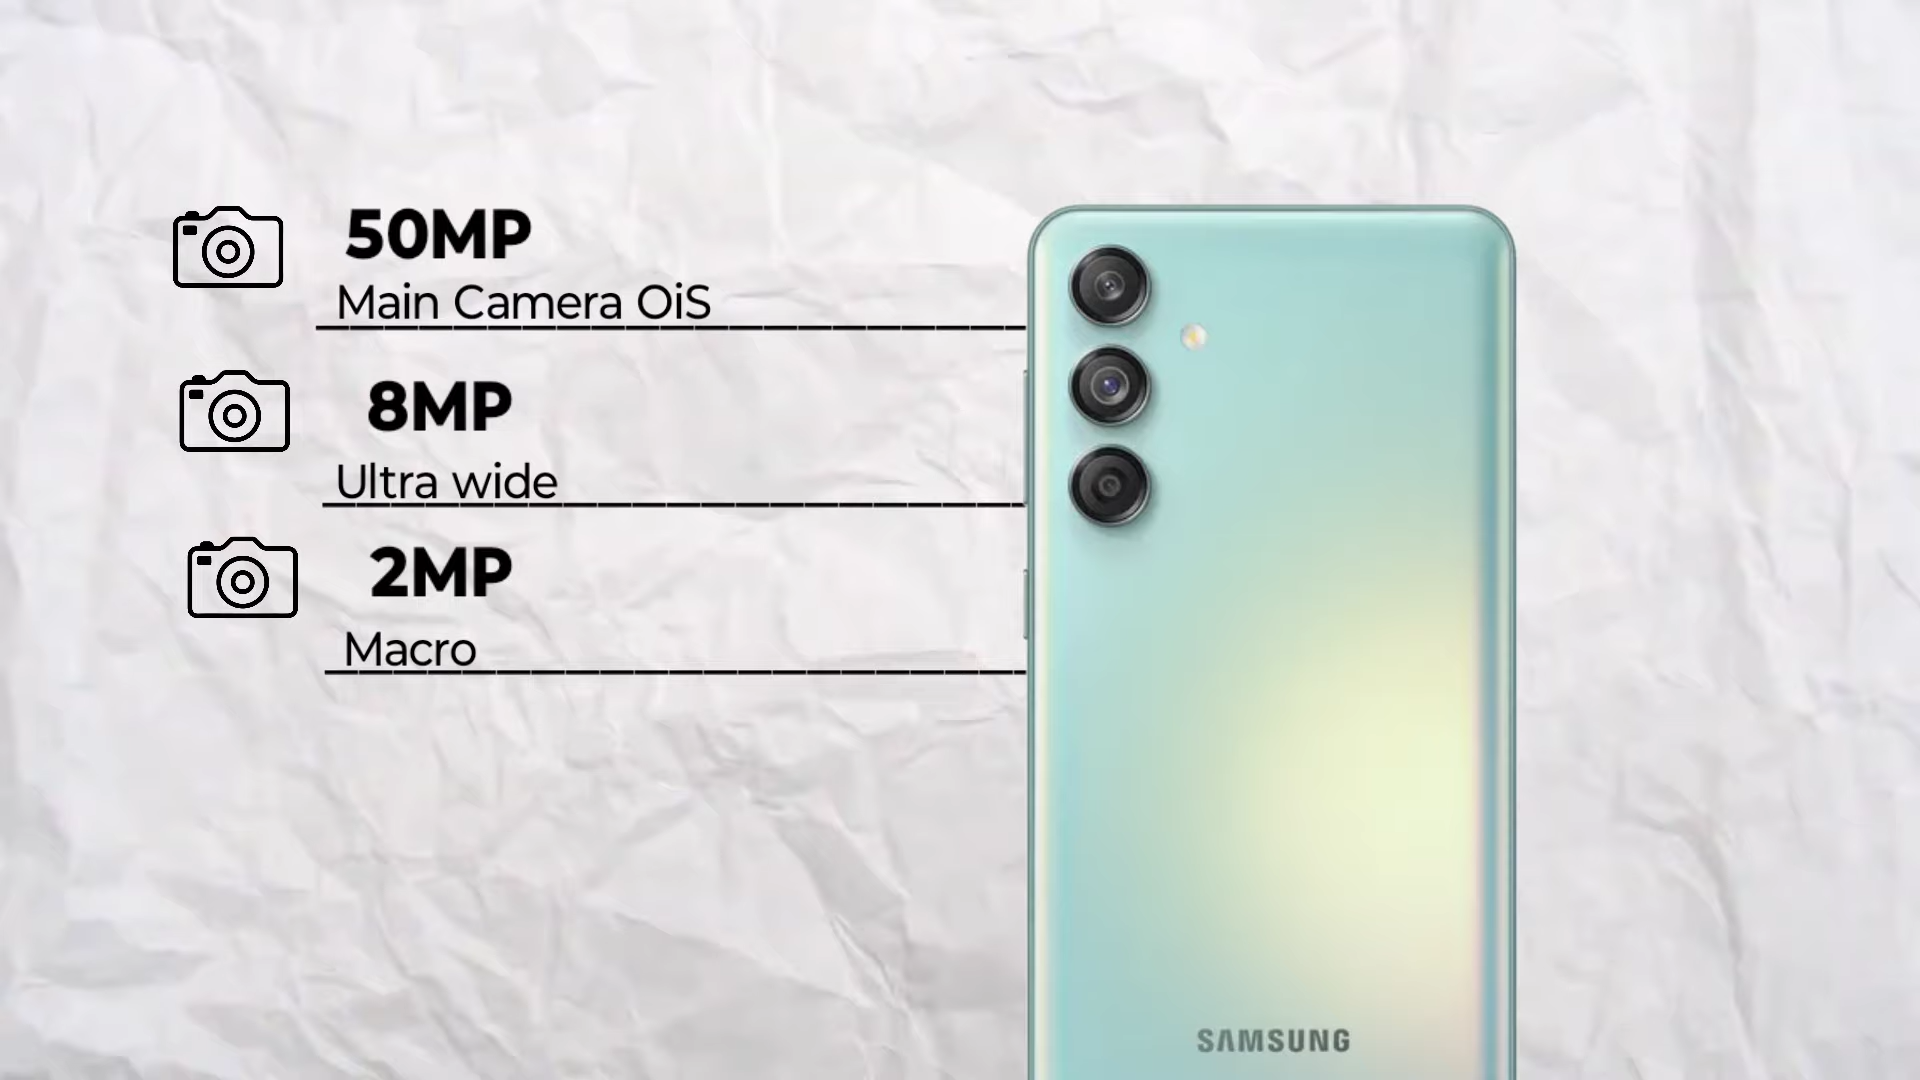 50MP
Main Camera OiS
8MP
Ultra wide
2MP
Macro
SAMSUNG